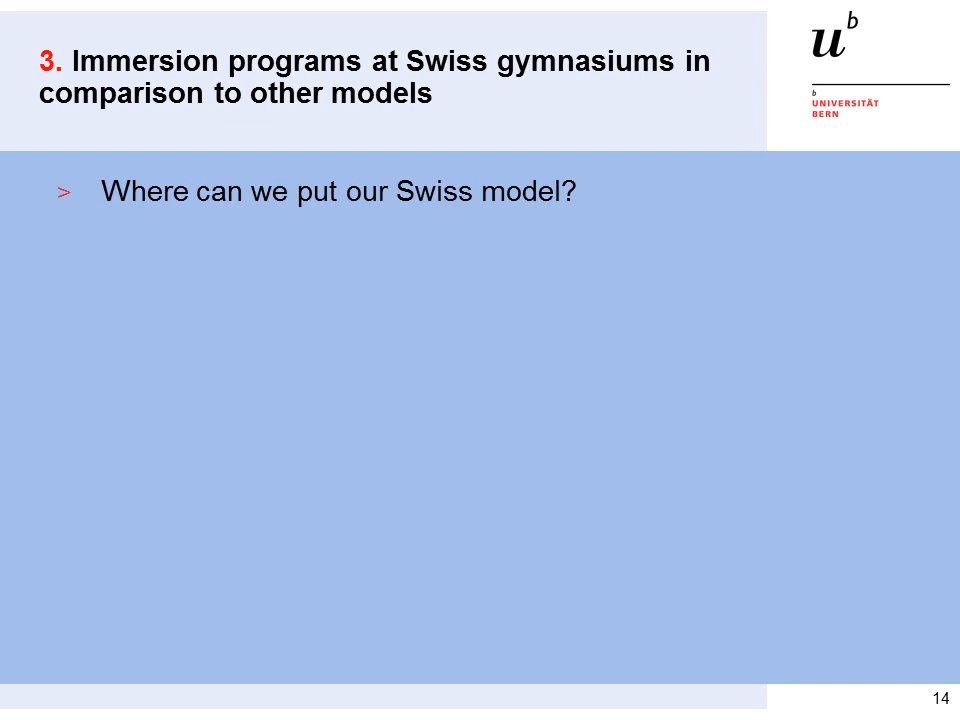 3. Immersion programs at Swiss gymnasiums in
comparison to other models
u b
b
UNIVERSITÄT
BERN
> Where can we put our Swiss model?
14